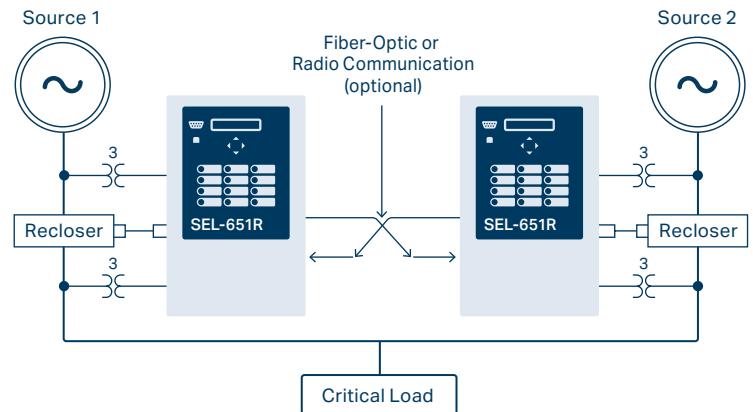 Source 1
Source 2
Fiber-Optic or
Radio Communication
(optional)
3
3
SEL-651R
SEL-651R
Recloser
Recloser
3
3
Critical Load